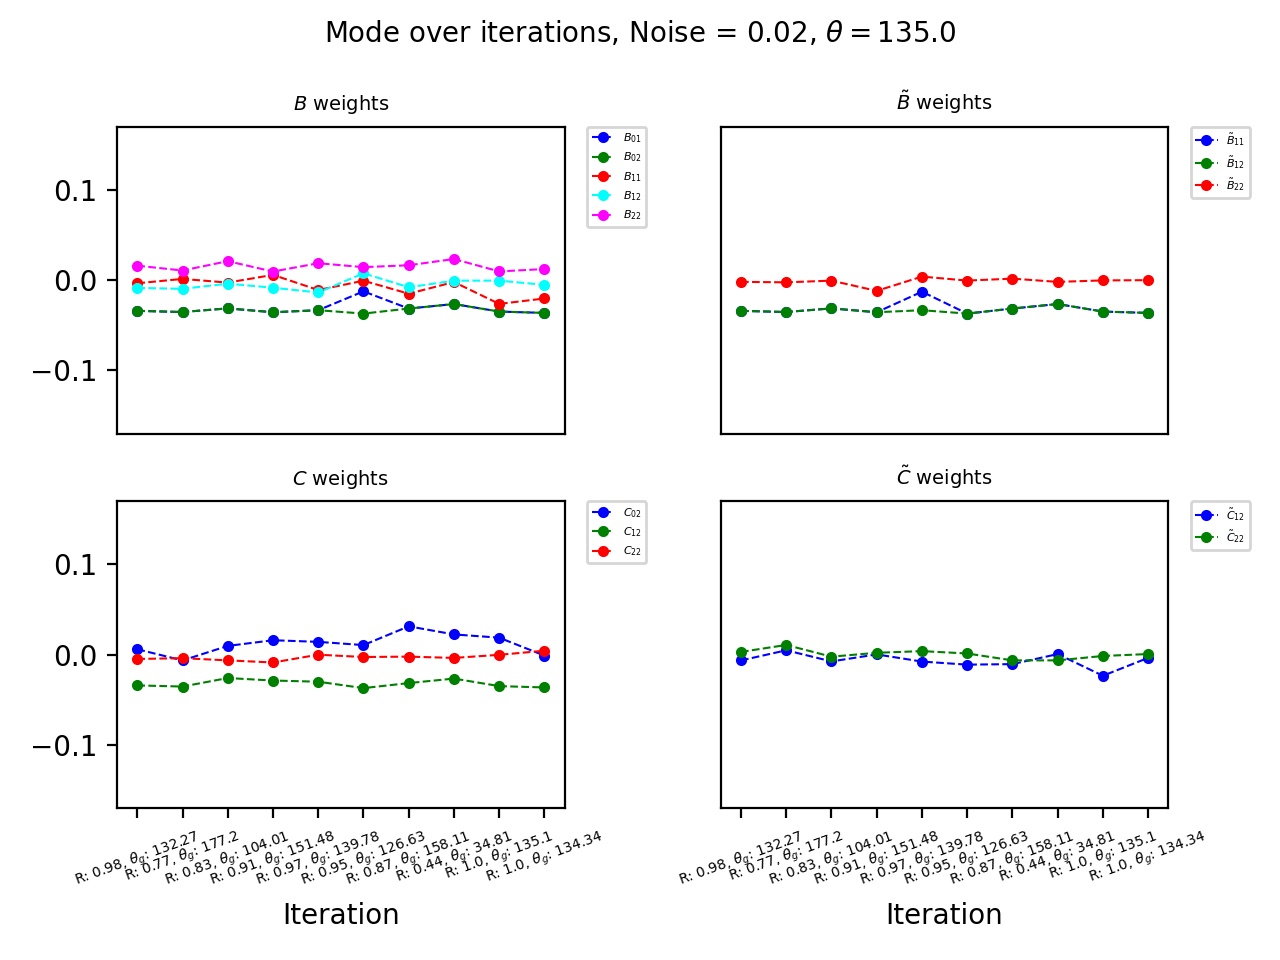 Mode over iterations, Noise = 0.02, θ = 135.0
B weights
0.1
0.0
−0.1
B₀₁
B₀₂
B₁₁
B₁₂
B₂₂
B̃ weights
B̃₁₁
B̃₁₂
B̃₂₂
C weights
0.1
0.0
−0.1
C₀₂
C₁₂
C₂₂
C̃ weights
C̃₁₂
C̃₂₂
R: 0.98, θg: 132.27
R: 0.77, θg: 177.2
R: 0.83, θg: 104.01
R: 0.91, θg: 151.48
R: 0.97, θg: 139.78
R: 0.95, θg: 126.63
R: 0.87, θg: 158.11
R: 0.44, θg: 34.81
R: 1.0, θg: 135.1
R: 1.0, θg: 134.34
Iteration
R: 0.98, θg: 132.27
R: 0.77, θg: 177.2
R: 0.83, θg: 104.01
R: 0.91, θg: 151.48
R: 0.97, θg: 139.78
R: 0.95, θg: 126.63
R: 0.87, θg: 158.11
R: 0.44, θg: 34.81
R: 1.0, θg: 135.1
R: 1.0, θg: 134.34
Iteration